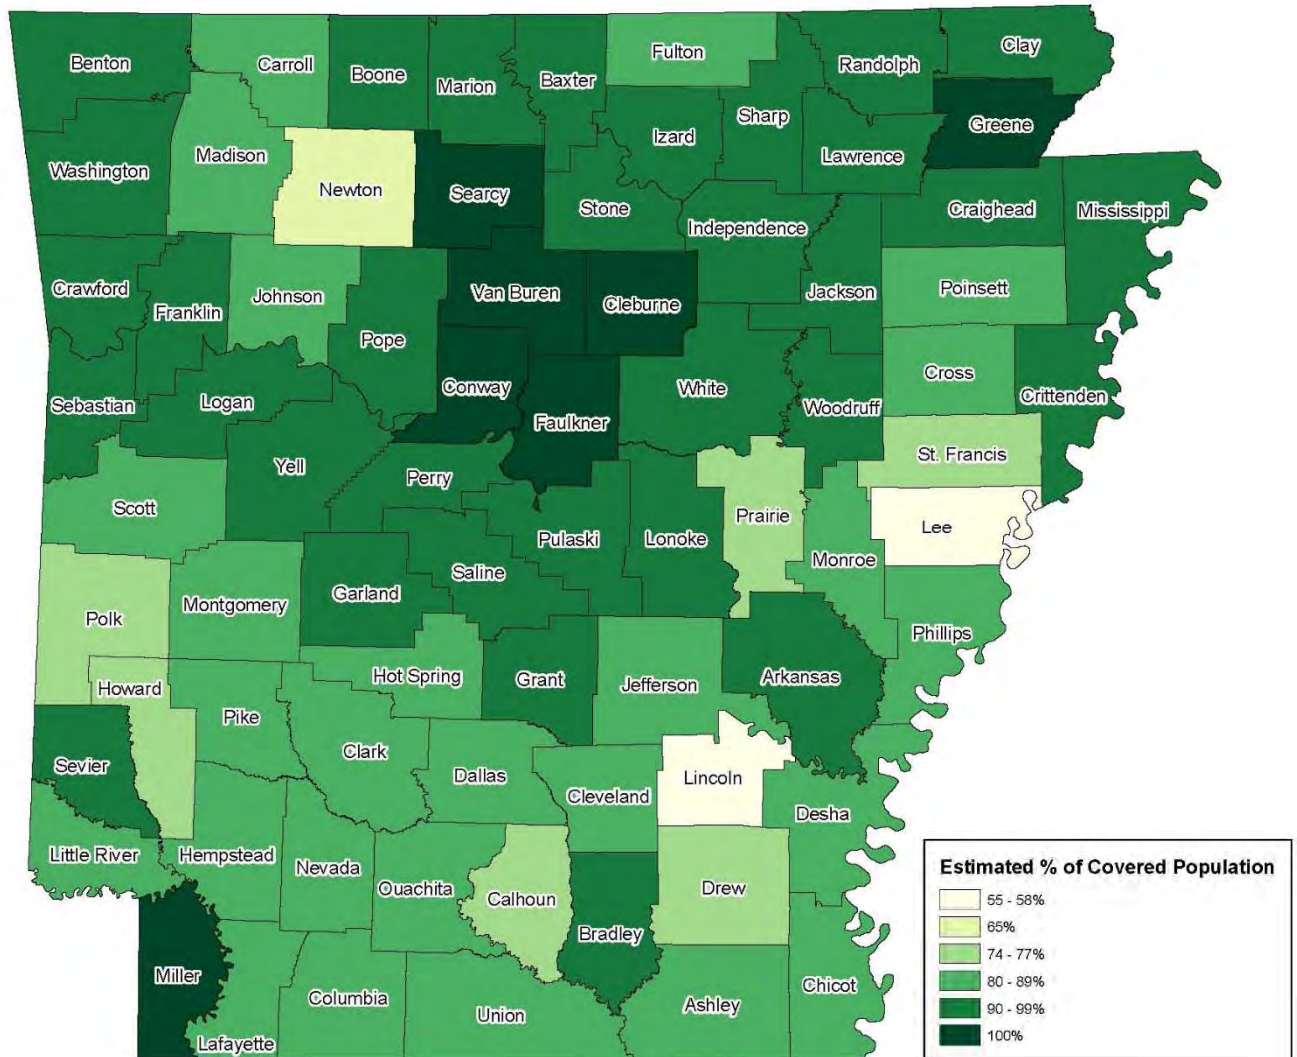 Benton
Carroll
Boone
Marion
Baxter
Fulton
Randolph
Clay
Washington
Madison
Newton
Searcy
Stone
Izard
Sharp
Lawrence
Greene
Independence
Craighead
Mississippi
Crawford
Franklin
Johnson
Pope
Van Buren
Cleburne
Jackson
Poinsett
Sebastian
Logan
Conway
Faulkner
White
Woodruff
Cross
Crittenden
Scott
Yell
Perry
Pulaski
Lonoke
Prairie
Monroe
St. Francis
Lee
Polk
Montgomery
Garland
Saline
Phillips
Howard
Pike
Hot Spring
Grant
Jefferson
Arkansas
Sevier
Clark
Dallas
Cleveland
Lincoln
Desha
Little River
Hempstead
Nevada
Ouachita
Calhoun
Bradley
Drew
Miller
Lafayette
Columbia
Union
Ashley
Chicot
Estimated % of Covered Population
55 - 58%
65%
74 - 77%
80 - 89%
90 - 99%
100%